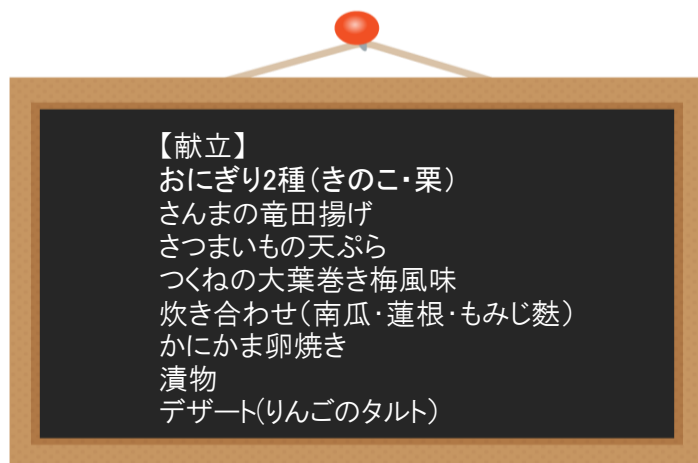 【献立】
おにぎり2種（きのこ・栗）
さんまの竜田揚げ
さつまいもの天ぷら
つくねの大葉巻き梅風味
炊き合わせ（南瓜・蓮根・もみじ麩）
かにかま卵焼き
漬物
デザート(りんごのタルト）